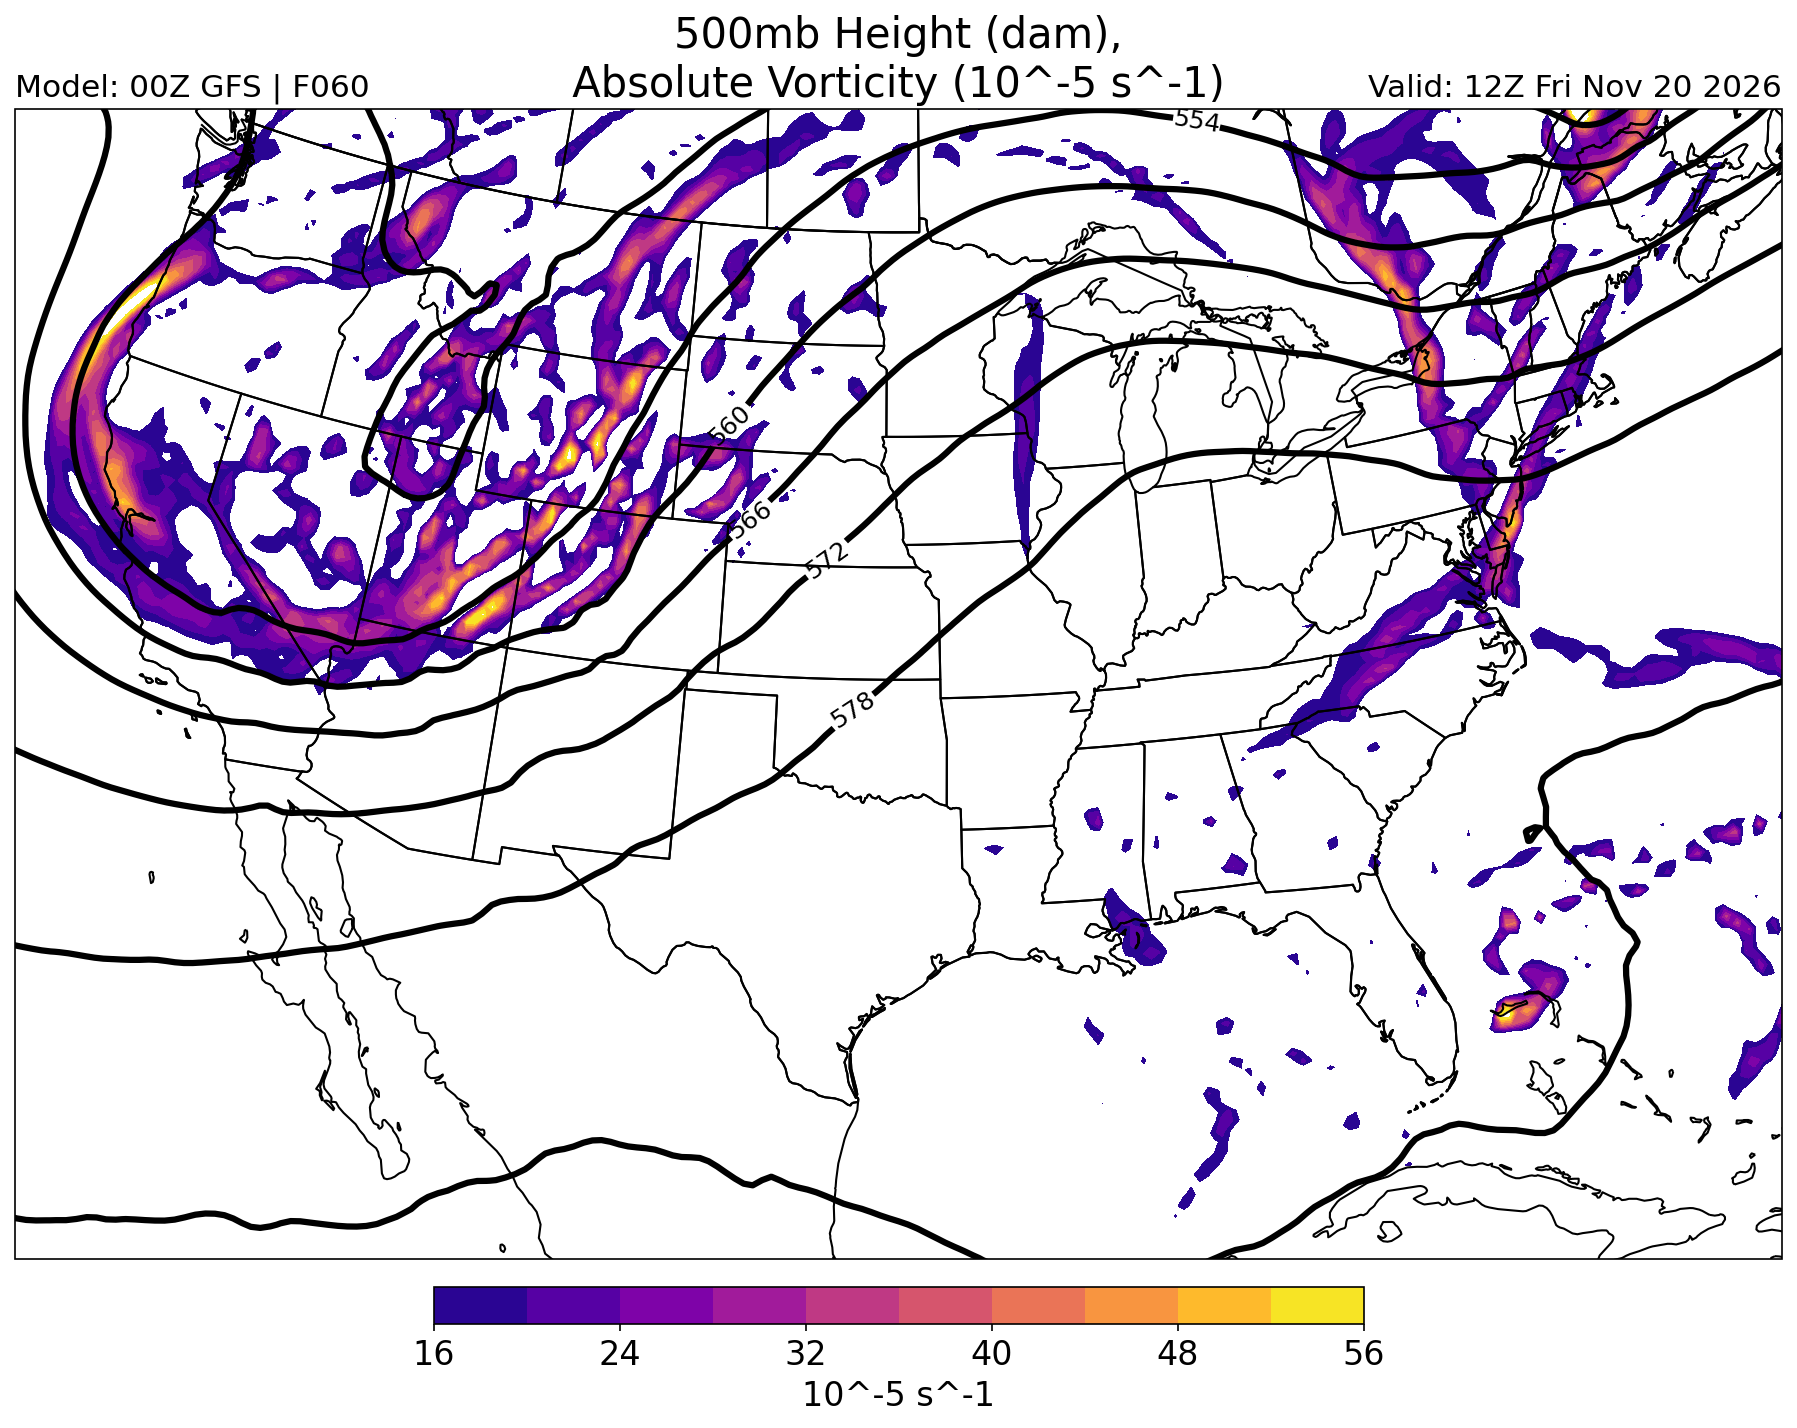 500mb Height (dam),
Model: 00Z GFS | F060
Absolute Vorticity (10^-5 s^-1)
Valid: 12Z Fri Nov 20 2026
554
560
566
572
578
16 24 32 40 48 56
10^-5 s^-1